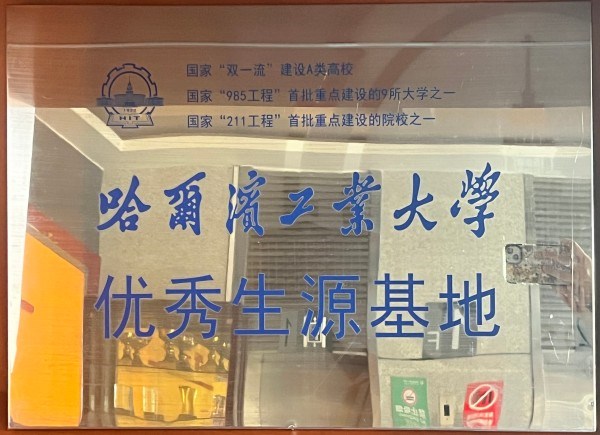 国家“双一流”建设A类高校
国家“985工程”首批重点建设的9所大学之一
国家“211工程”首批重点建设的院校之一
HIT
哈爾濱工業大學
优秀生源基地